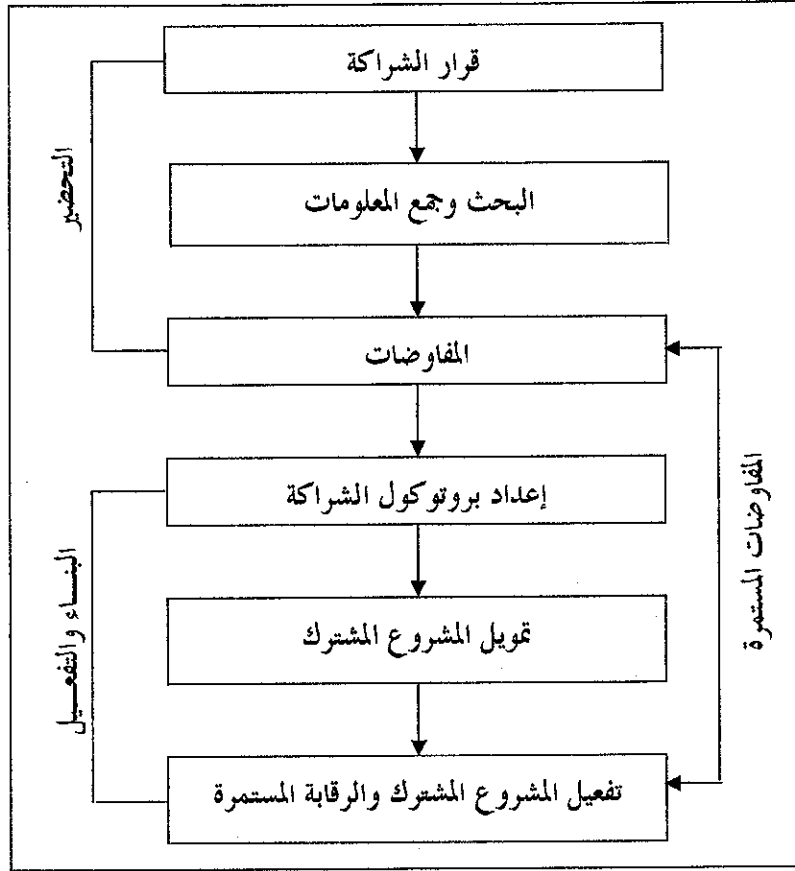 قرار الشراكة
التحضير
البحث وجمع المعلومات
المفاوضات
إعداد بروتوكول الشراكة
المفاوضات المستمرة
البناء والتفعيل
تمويل المشروع المشترك
تفعيل المشروع المشترك والرقابة المستمرة